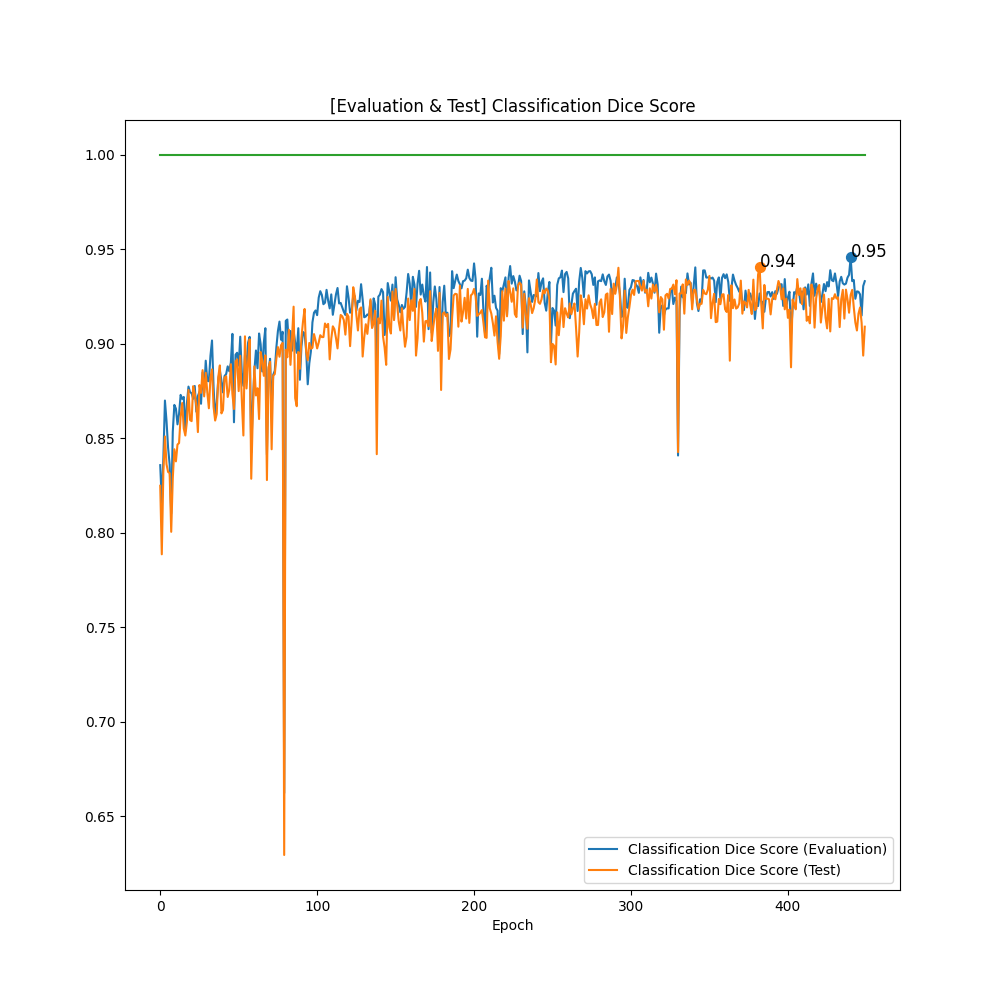 [Evaluation & Test] Classification Dice Score
1.00
0.95
0.90
0.85
0.80
0.75
0.70
0.65
0.94
0.95
Classification Dice Score (Evaluation)
Classification Dice Score (Test)
0 100 200 300 400
Epoch